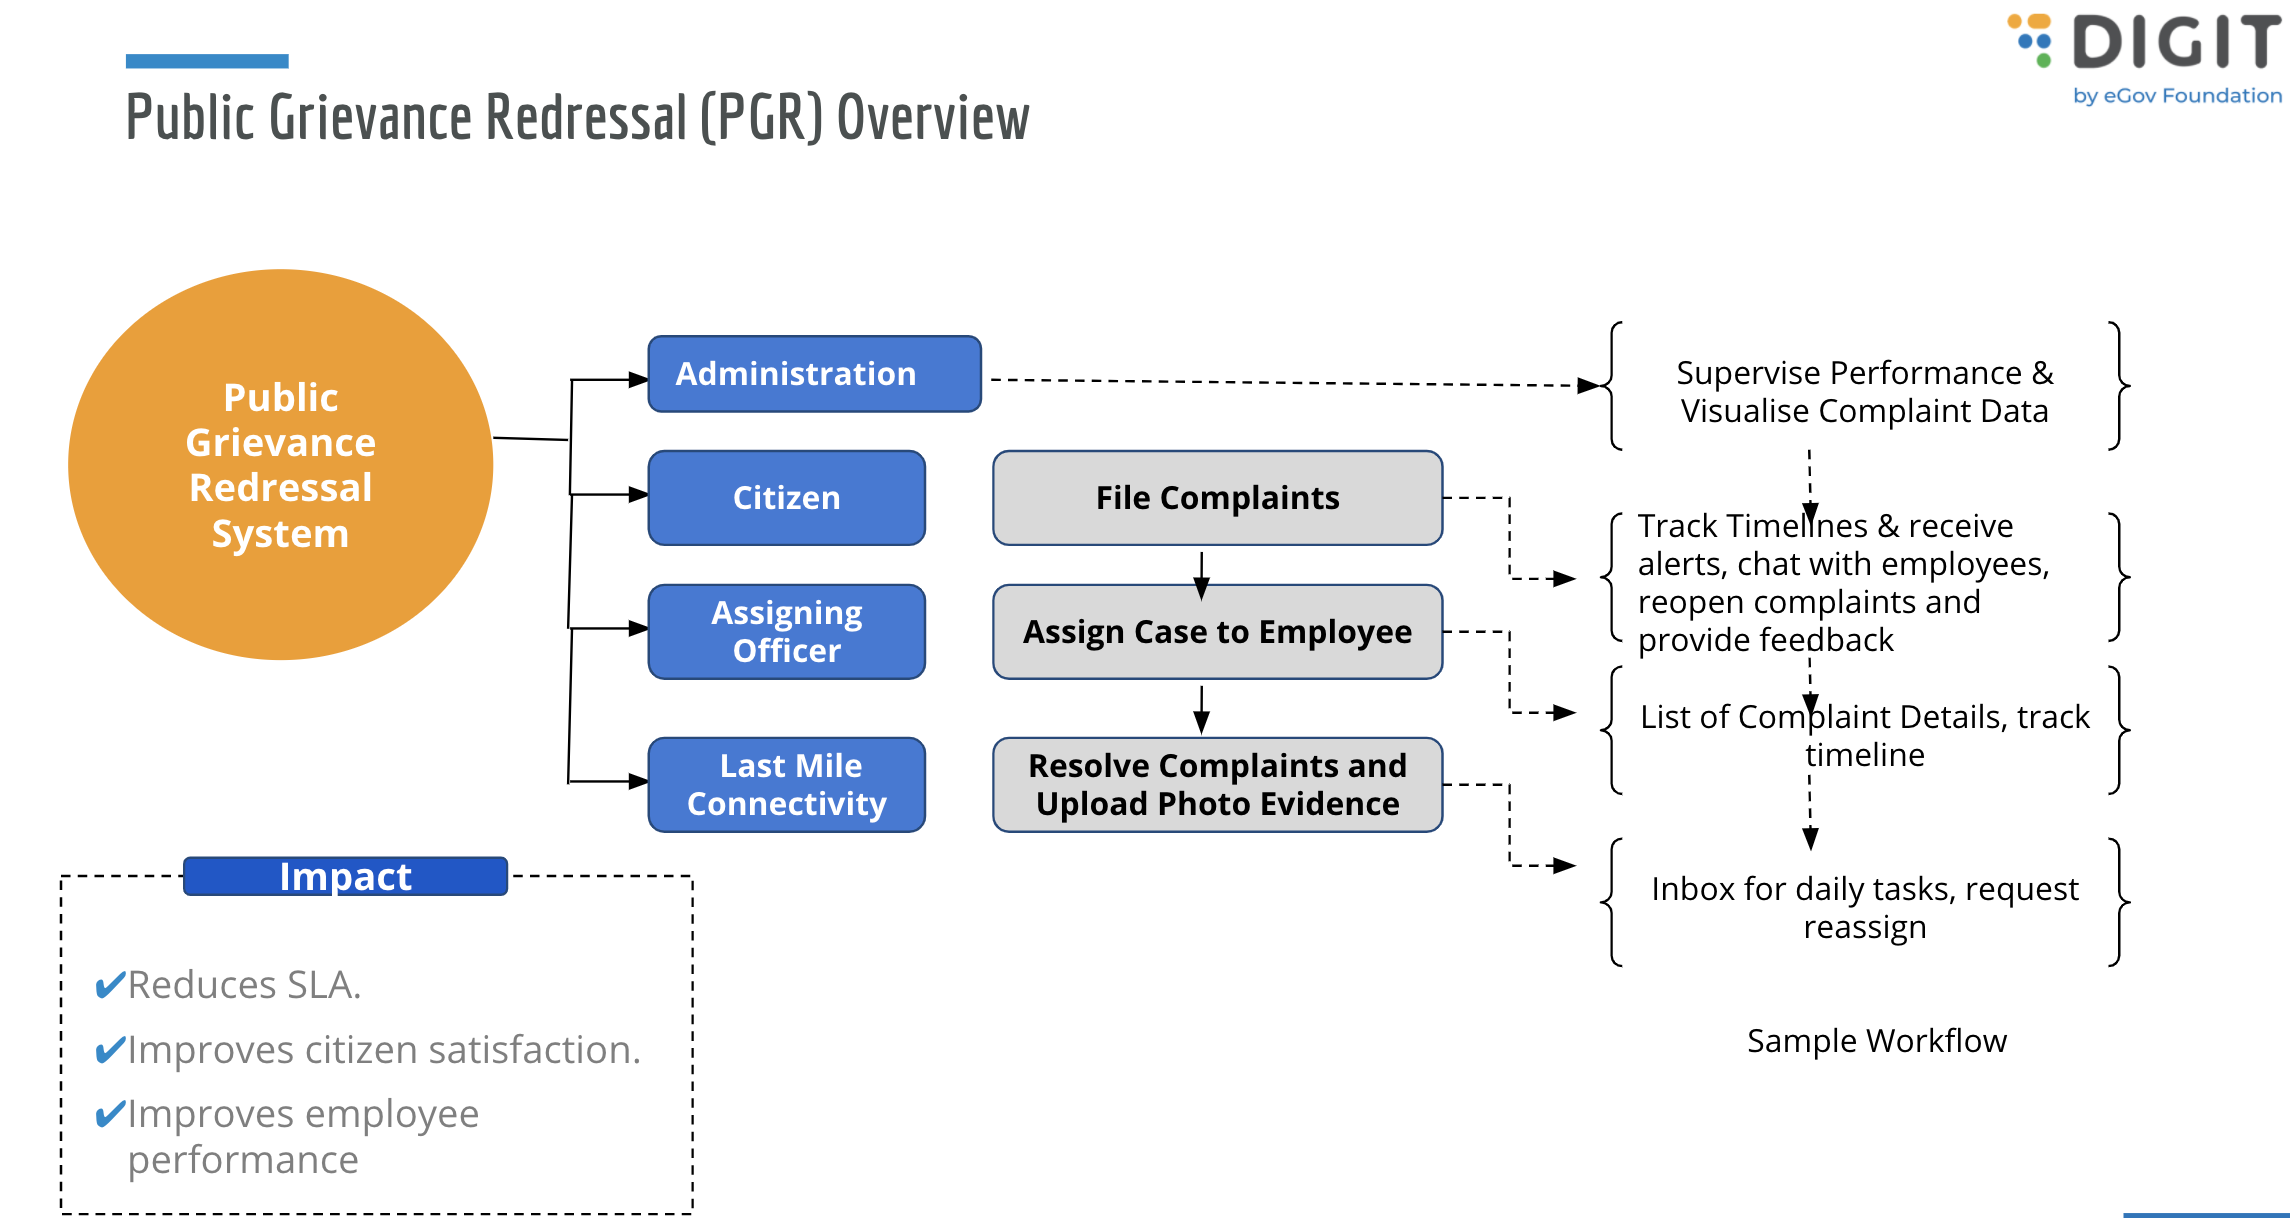 DIGIT
by eGov Foundation
Public Grievance Redressal (PGR) Overview
Public
Grievance
Redressal
System
Administration
Supervise Performance &
Visualise Complaint Data
Citizen
File Complaints
Track Timelines & receive
alerts, chat with employees,
reopen complaints and
provide feedback
Assigning
Officer
Assign Case to Employee
List of Complaint Details, track
timeline
Last Mile
Connectivity
Resolve Complaints and
Upload Photo Evidence
Inbox for daily tasks, request
reassign
Impact
✔Reduces SLA.
✔Improves citizen satisfaction.
✔Improves employee
performance
Sample Workflow